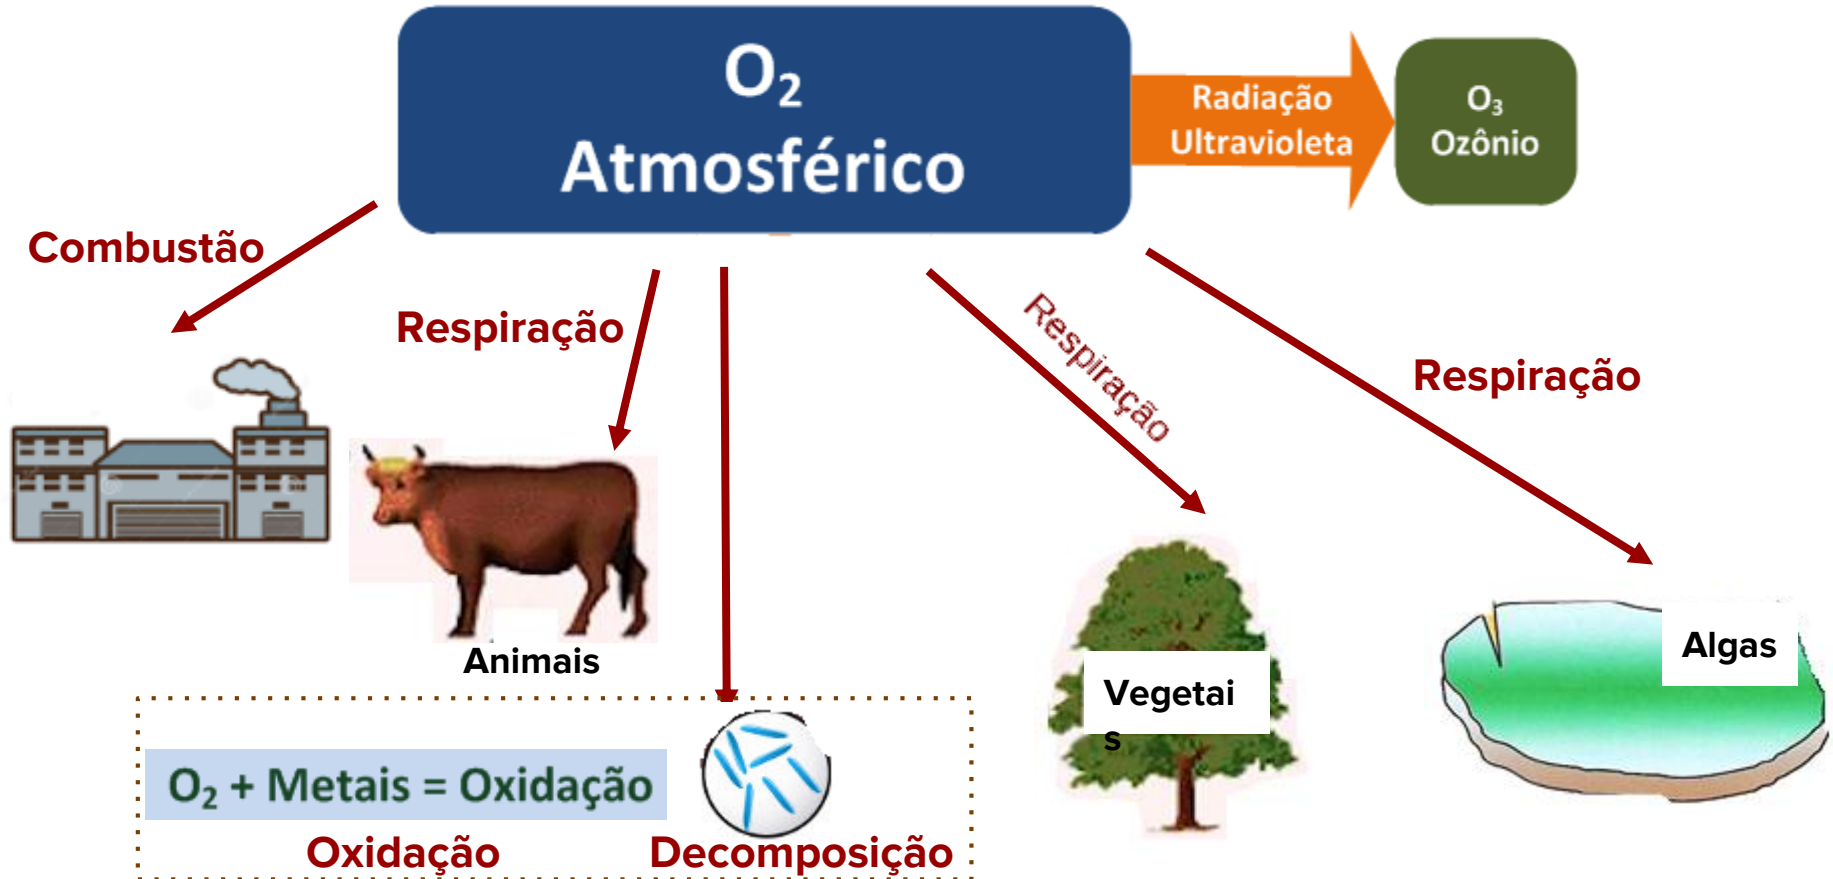 O₂
Atmosférico
Radiação
Ultravioleta
O₃
Ozônio
Combustão
Respiração
Respiração
Respiração
Animais
Vegetai
s
Algas
O₂ + Metais = Oxidação
Oxidação
Decomposição